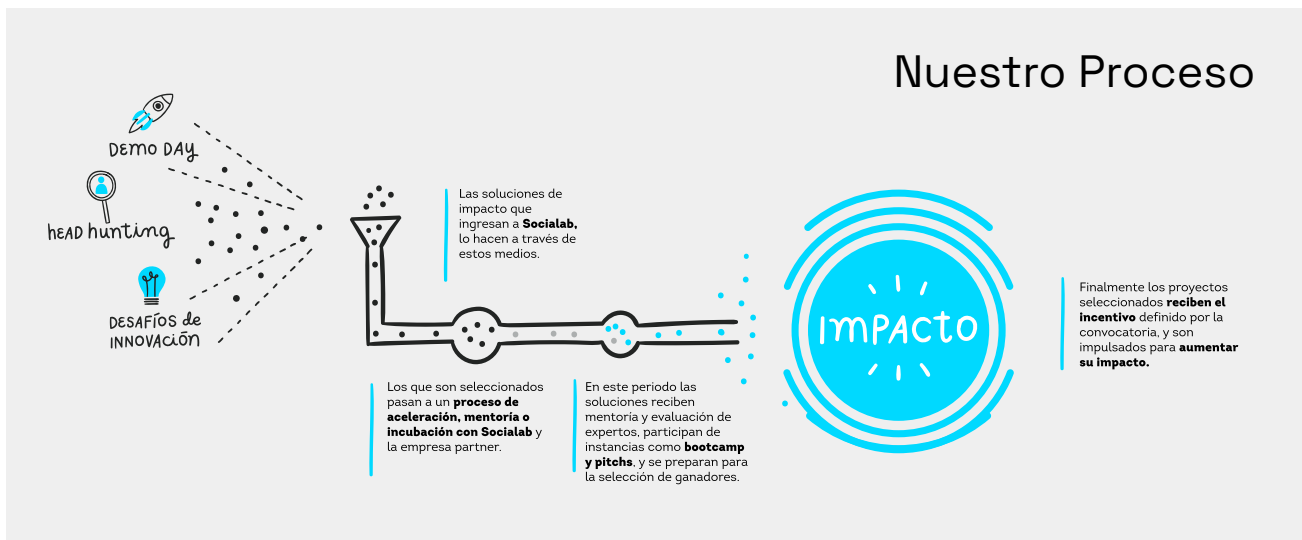 Nuestro Proceso
DEMO DAY
HEAD hunting
DESAFÍOS de
INNOVACIÓN
Las soluciones de
impacto que
ingresan a Socialab,
lo hacen a través de
estos medios.
Los que son seleccionados
pasan a un proceso de
aceleración, mentoría o
incubación con Socialab y
la empresa partner.
En este periodo las
soluciones reciben
mentoría y evaluación de
expertos, participan de
instancias como bootcamp
y pitchs, y se preparan para
la selección de ganadores.
IMPACTO
Finalmente los proyectos
seleccionados reciben el
incentivo definido por la
convocatoria, y son
impulsados para aumentar
su impacto.